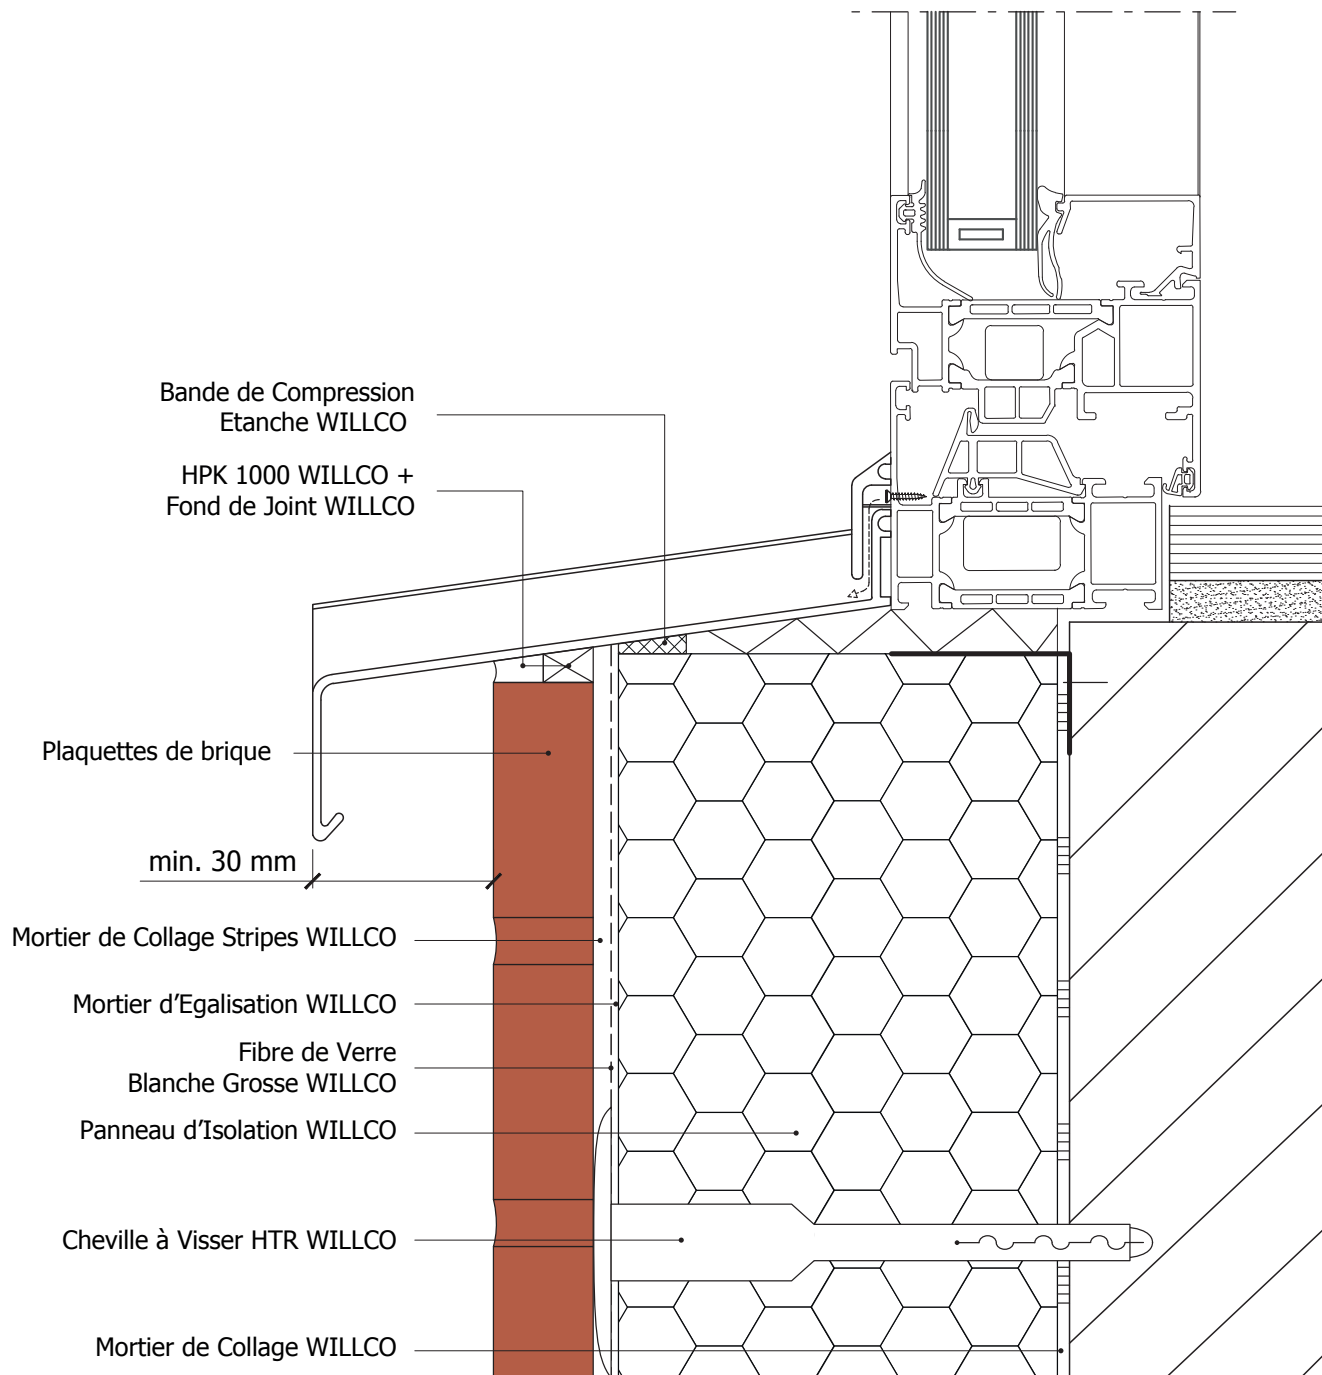 Bande de Compression
Etanche WILLCO
HPK 1000 WILLCO +
Fond de Joint WILLCO
Plaquettes de brique
min. 30 mm
Mortier de Collage Stripes WILLCO
Mortier d’Egalisation WILLCO
Fibre de Verre
Blanche Grosse WILLCO
Panneau d’Isolation WILLCO
Cheville à Visser HTR WILLCO
Mortier de Collage WILLCO